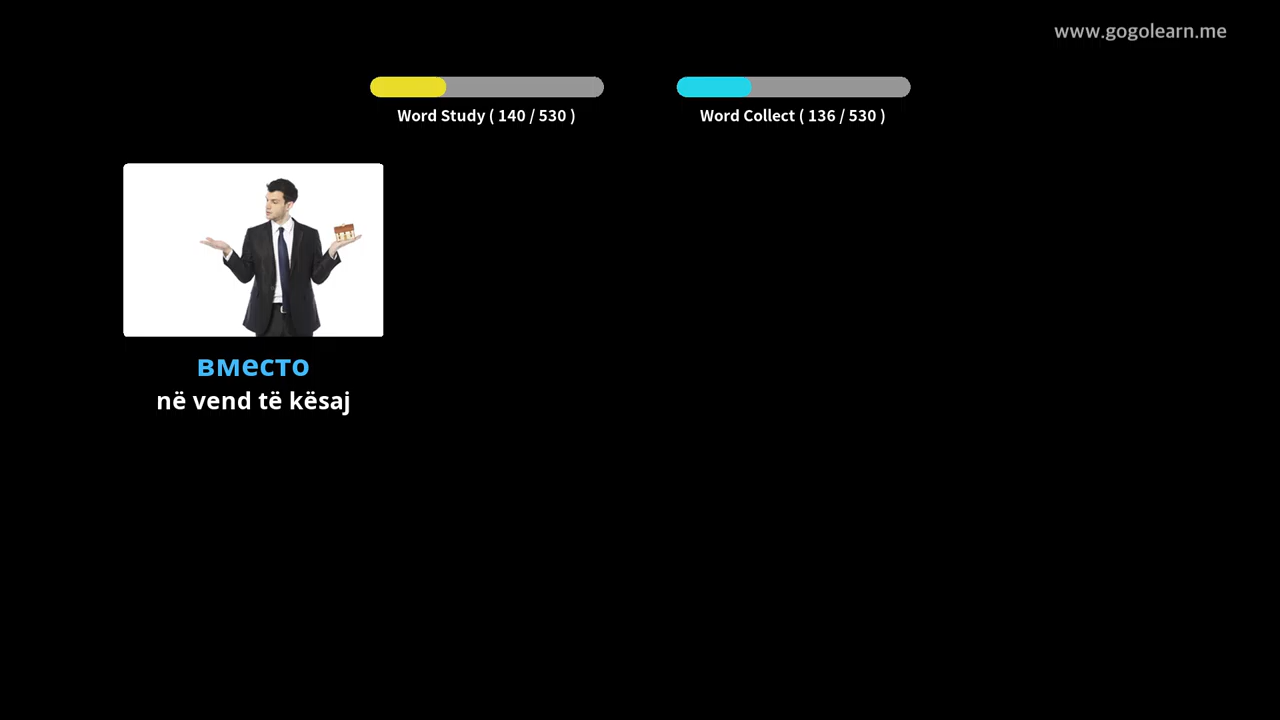 www.gogolearn.me
Word Study ( 140 / 530 )
Word Collect ( 136 / 530 )
вместо
në vend të kësaj